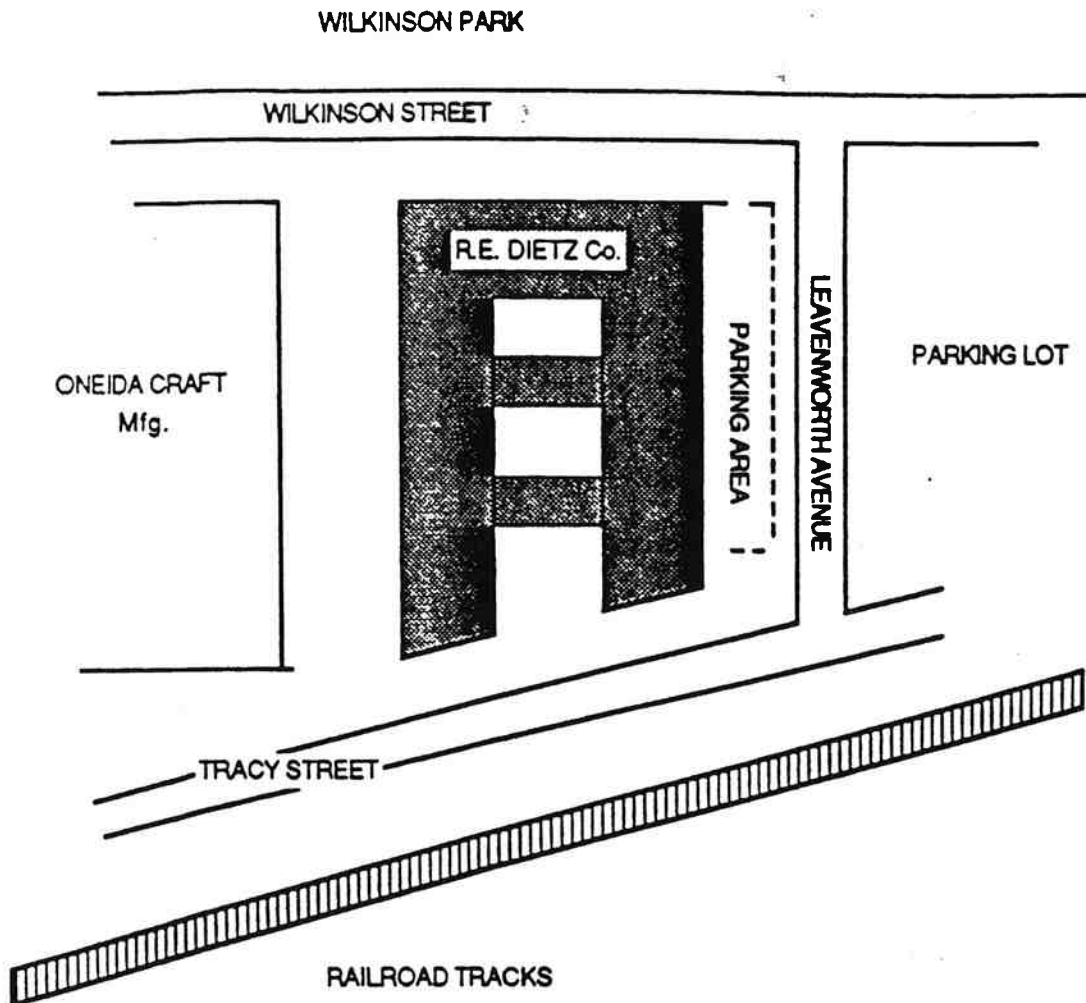 WILKINSON PARK
WILKINSON STREET
R.E. DIETZ Co.
ONEIDA CRAFT
Mfg.
PARKING AREA
LEAVENWORTH AVENUE
PARKING LOT
TRACY STREET
RAILROAD TRACKS